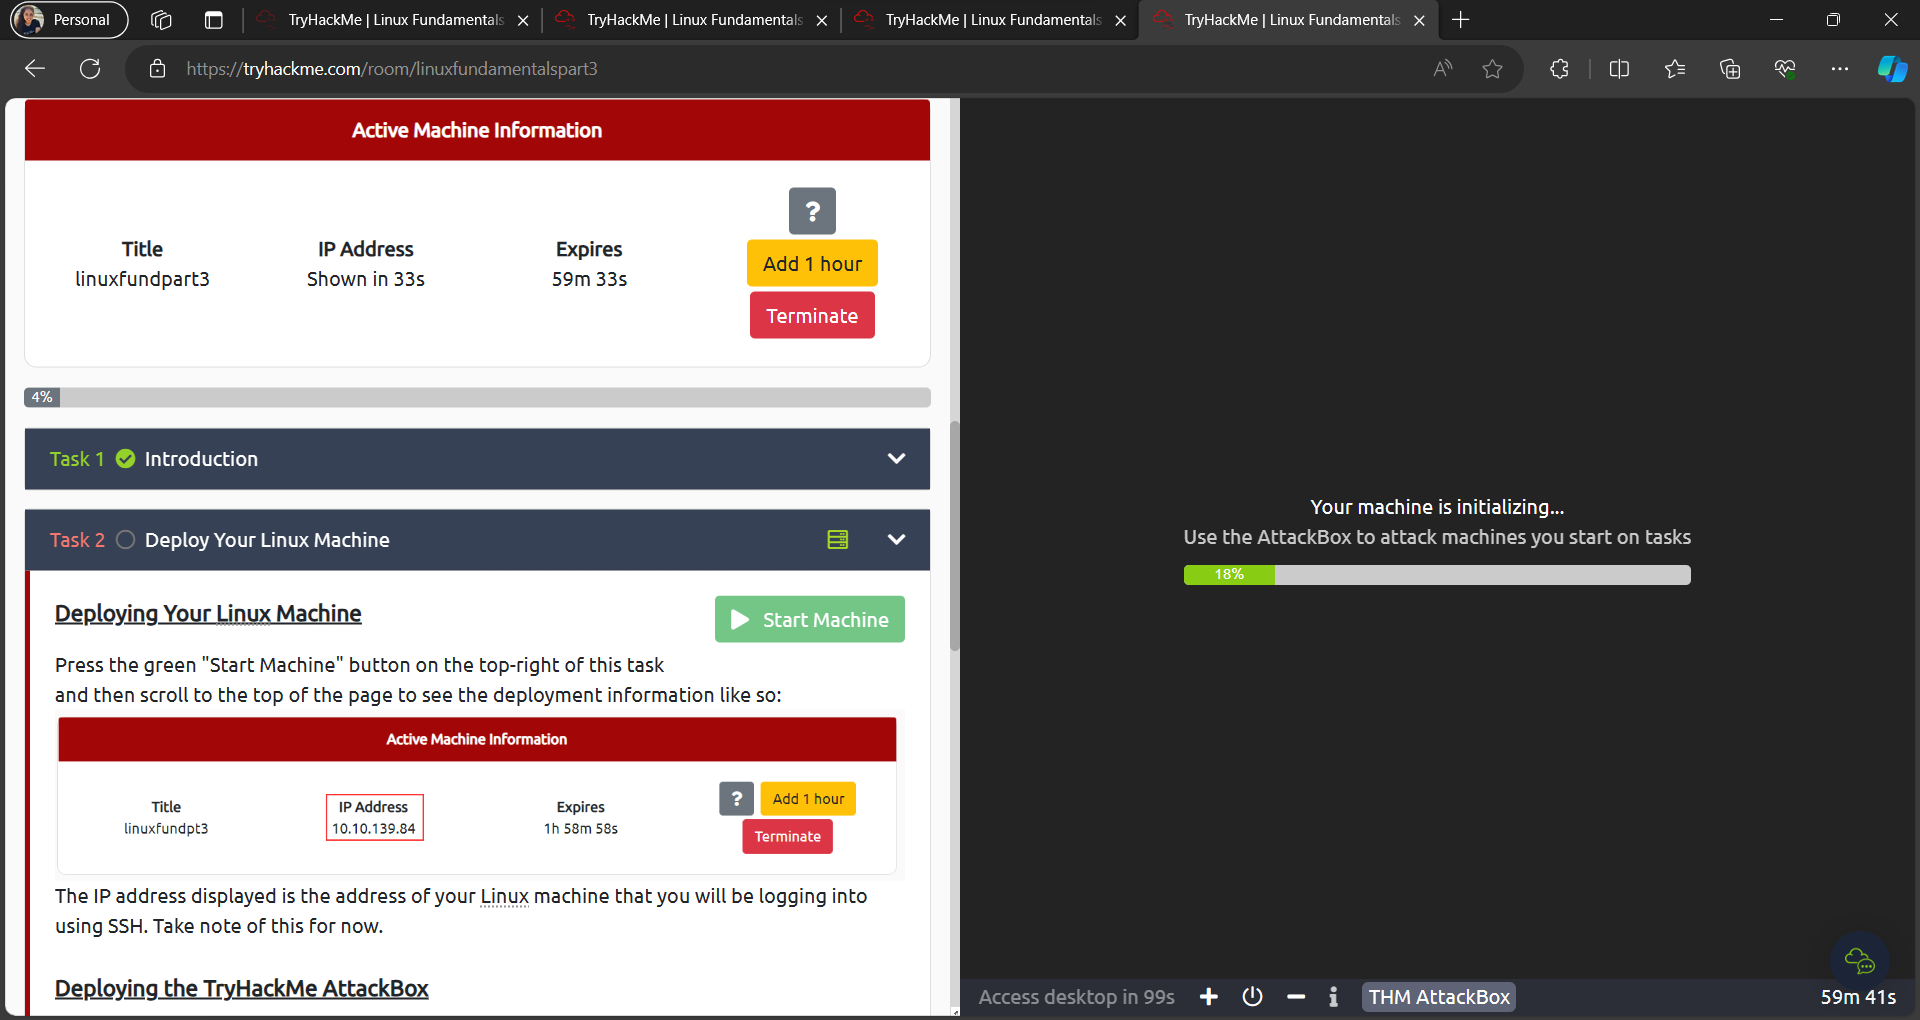 Personal
TryHackMe | Linux Fundamentals
TryHackMe | Linux Fundamentals
TryHackMe | Linux Fundamentals
TryHackMe | Linux Fundamentals
https://tryhackme.com/room/linuxfundamentalspart3
Active Machine Information
?
Title
IP Address
Expires
Add 1 hour
linuxfundpart3
Shown in 33s
59m 33s
Terminate
4%
Task 1 Introduction
Task 2 Deploy Your Linux Machine
Deploying Your Linux Machine
Start Machine
Press the green "Start Machine" button on the top-right of this task
and then scroll to the top of the page to see the deployment information like so:
Active Machine Information
Title
IP Address
Expires
? Add 1 hour
linuxfundpt3
10.10.139.84
1h 58m 58s
Terminate
The IP address displayed is the address of your Linux machine that you will be logging into
using SSH. Take note of this for now.
Deploying the TryHackMe AttackBox
Your machine is initializing...
Use the AttackBox to attack machines you start on tasks
18%
Access desktop in 99s
THM AttackBox
59m 41s